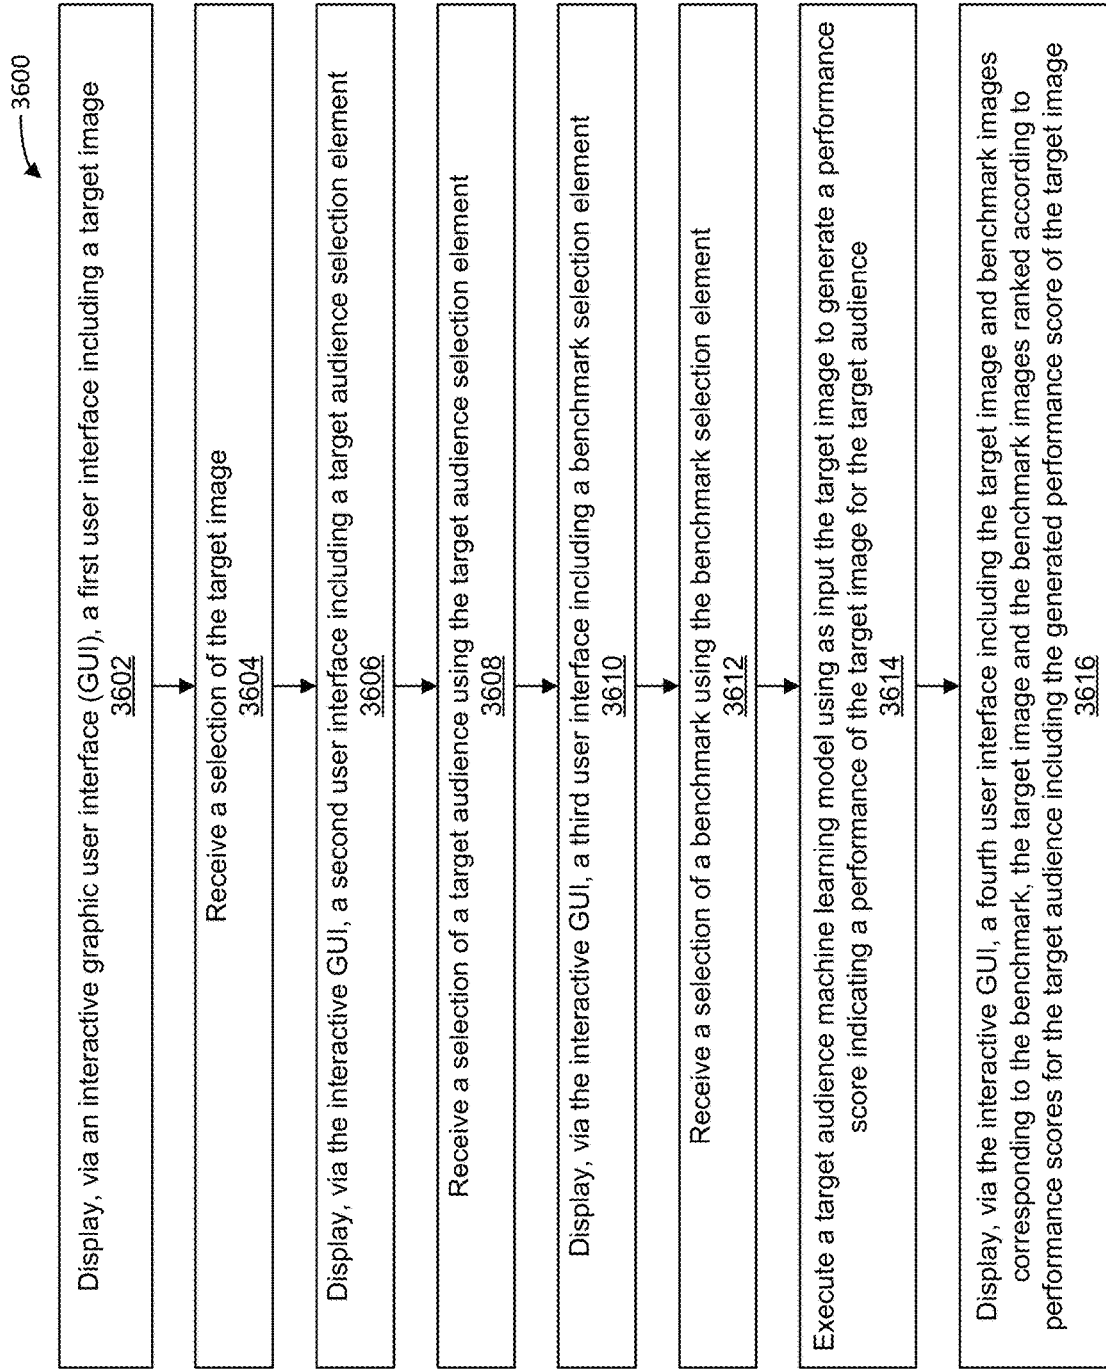 3600
Display, via an interactive graphic user interface (GUI), a first user interface including a target image
3602
Receive a selection of the target image
3604
Display, via the interactive GUI, a second user interface including a target audience selection element
3606
Receive a selection of a target audience using the target audience selection element
3608
Display, via the interactive GUI, a third user interface including a benchmark selection element
3610
Receive a selection of a benchmark using the benchmark selection element
3612
Execute a target audience machine learning model using as input the target image to generate a performance
score indicating a performance of the target image for the target audience
3614
Display, via the interactive GUI, a fourth user interface including the target image and benchmark images
corresponding to the benchmark, the target image and the benchmark images ranked according to
performance scores for the target audience including the generated performance score of the target image
3616